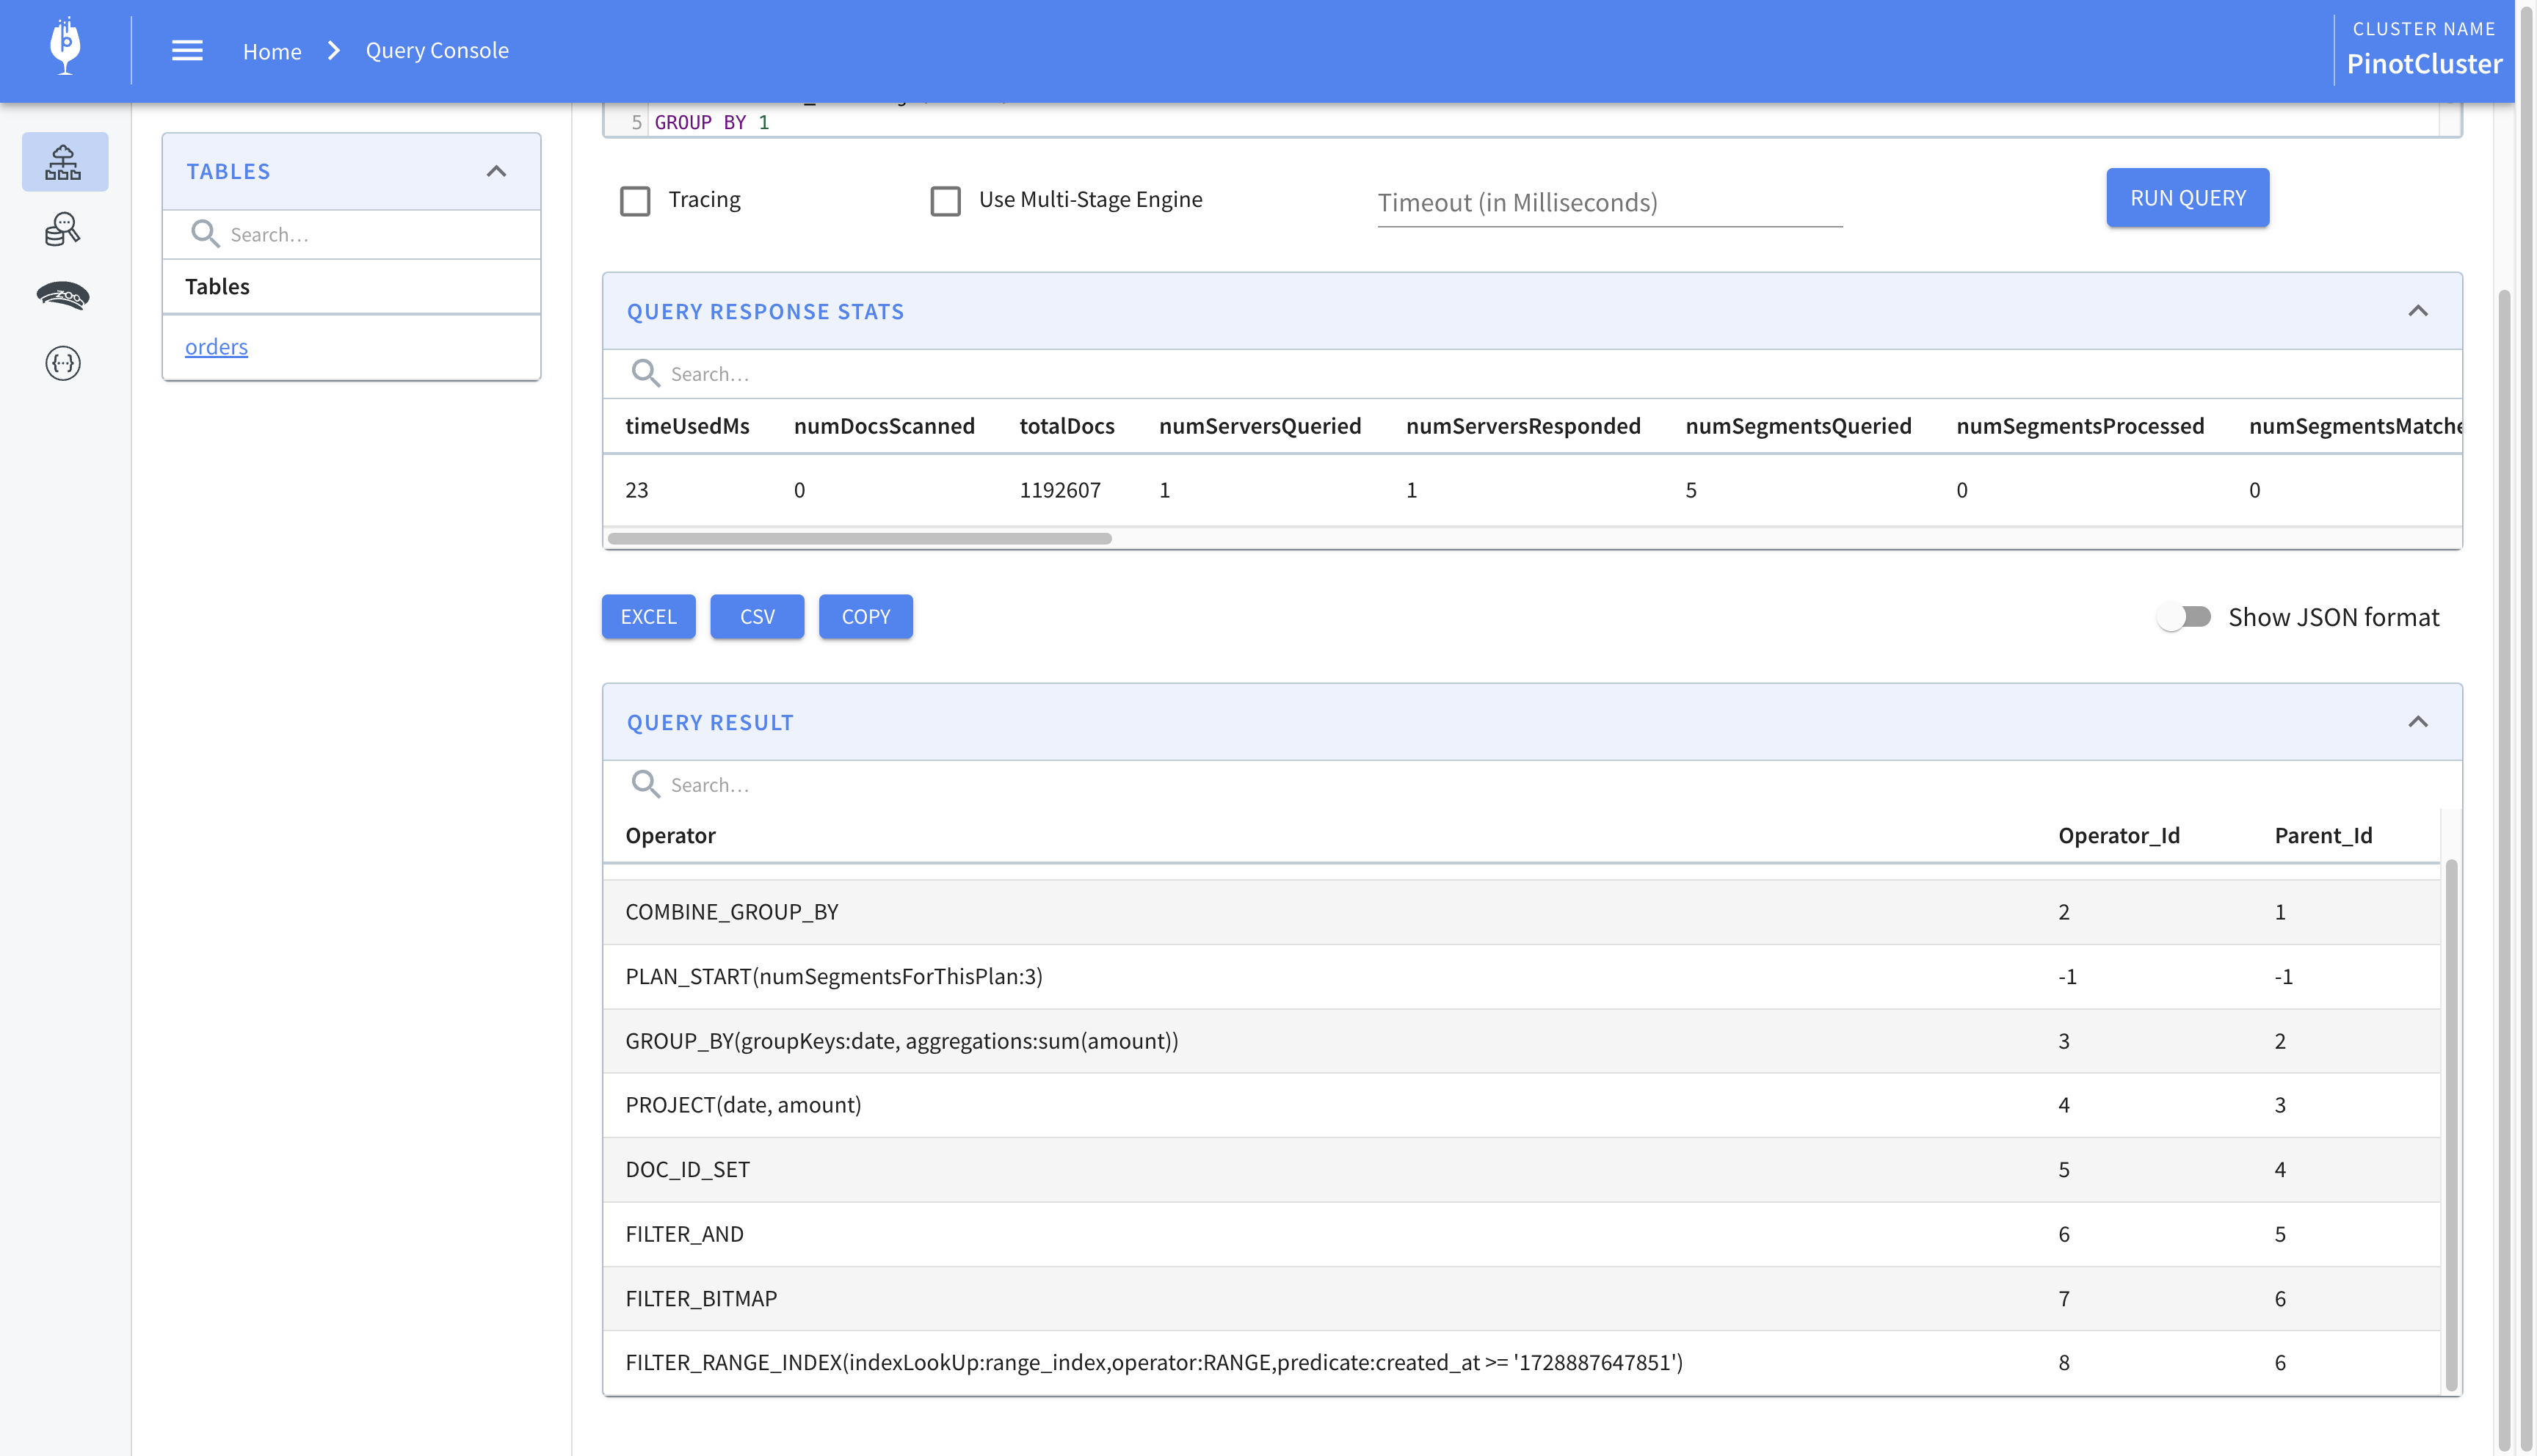 Home
Query Console
CLUSTER NAME
PinotCluster
TABLES
Search...
Tables
orders
5 GROUP BY 1
Tracing
Use Multi-Stage Engine
Timeout (in Milliseconds)
RUN QUERY
QUERY RESPONSE STATS
Search...
timeUsedMs numDocsScanned totalDocs numServersQueried numServersResponded numSegmentsQueried numSegmentsProcessed numSegmentsMatche
23 0 1192607 1 1 5 0 0
EXCEL CSV COPY
Show JSON format
QUERY RESULT
Search...
Operator Operator_Id Parent_Id
COMBINE_GROUP_BY 2 1
PLAN_START(numSegmentsForThisPlan:3) -1 -1
GROUP_BY(groupKeys:date, aggregations:sum(amount)) 3 2
PROJECT(date, amount) 4 3
DOC_ID_SET 5 4
FILTER_AND 6 5
FILTER_BITMAP 7 6
FILTER_RANGE_INDEX(indexLookUp:range_index,operator:RANGE,predicate:created_at >= '1728887647851') 8 6